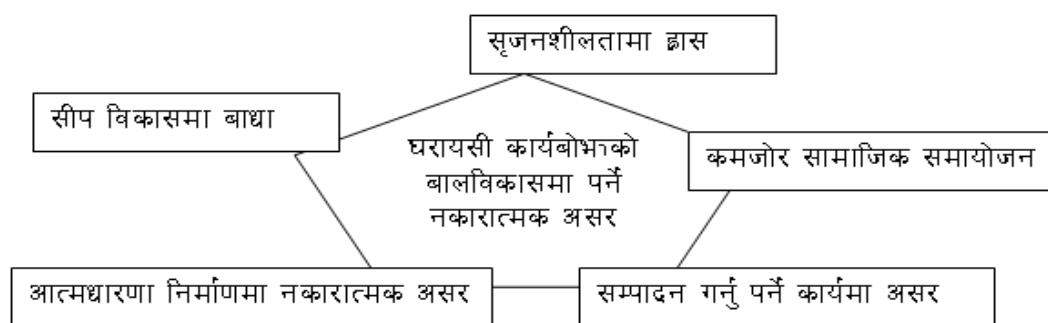 सृजनशीलतामा ह्रास
सीप विकासमा बाधा
घरायसी कार्यबोझको
बालविकासमा पर्ने
नकारात्मक असर
कमजोर सामाजिक समायोजन
आत्मधारणा निर्माणमा नकारात्मक असर
सम्पादन गर्नु पर्ने कार्यमा असर